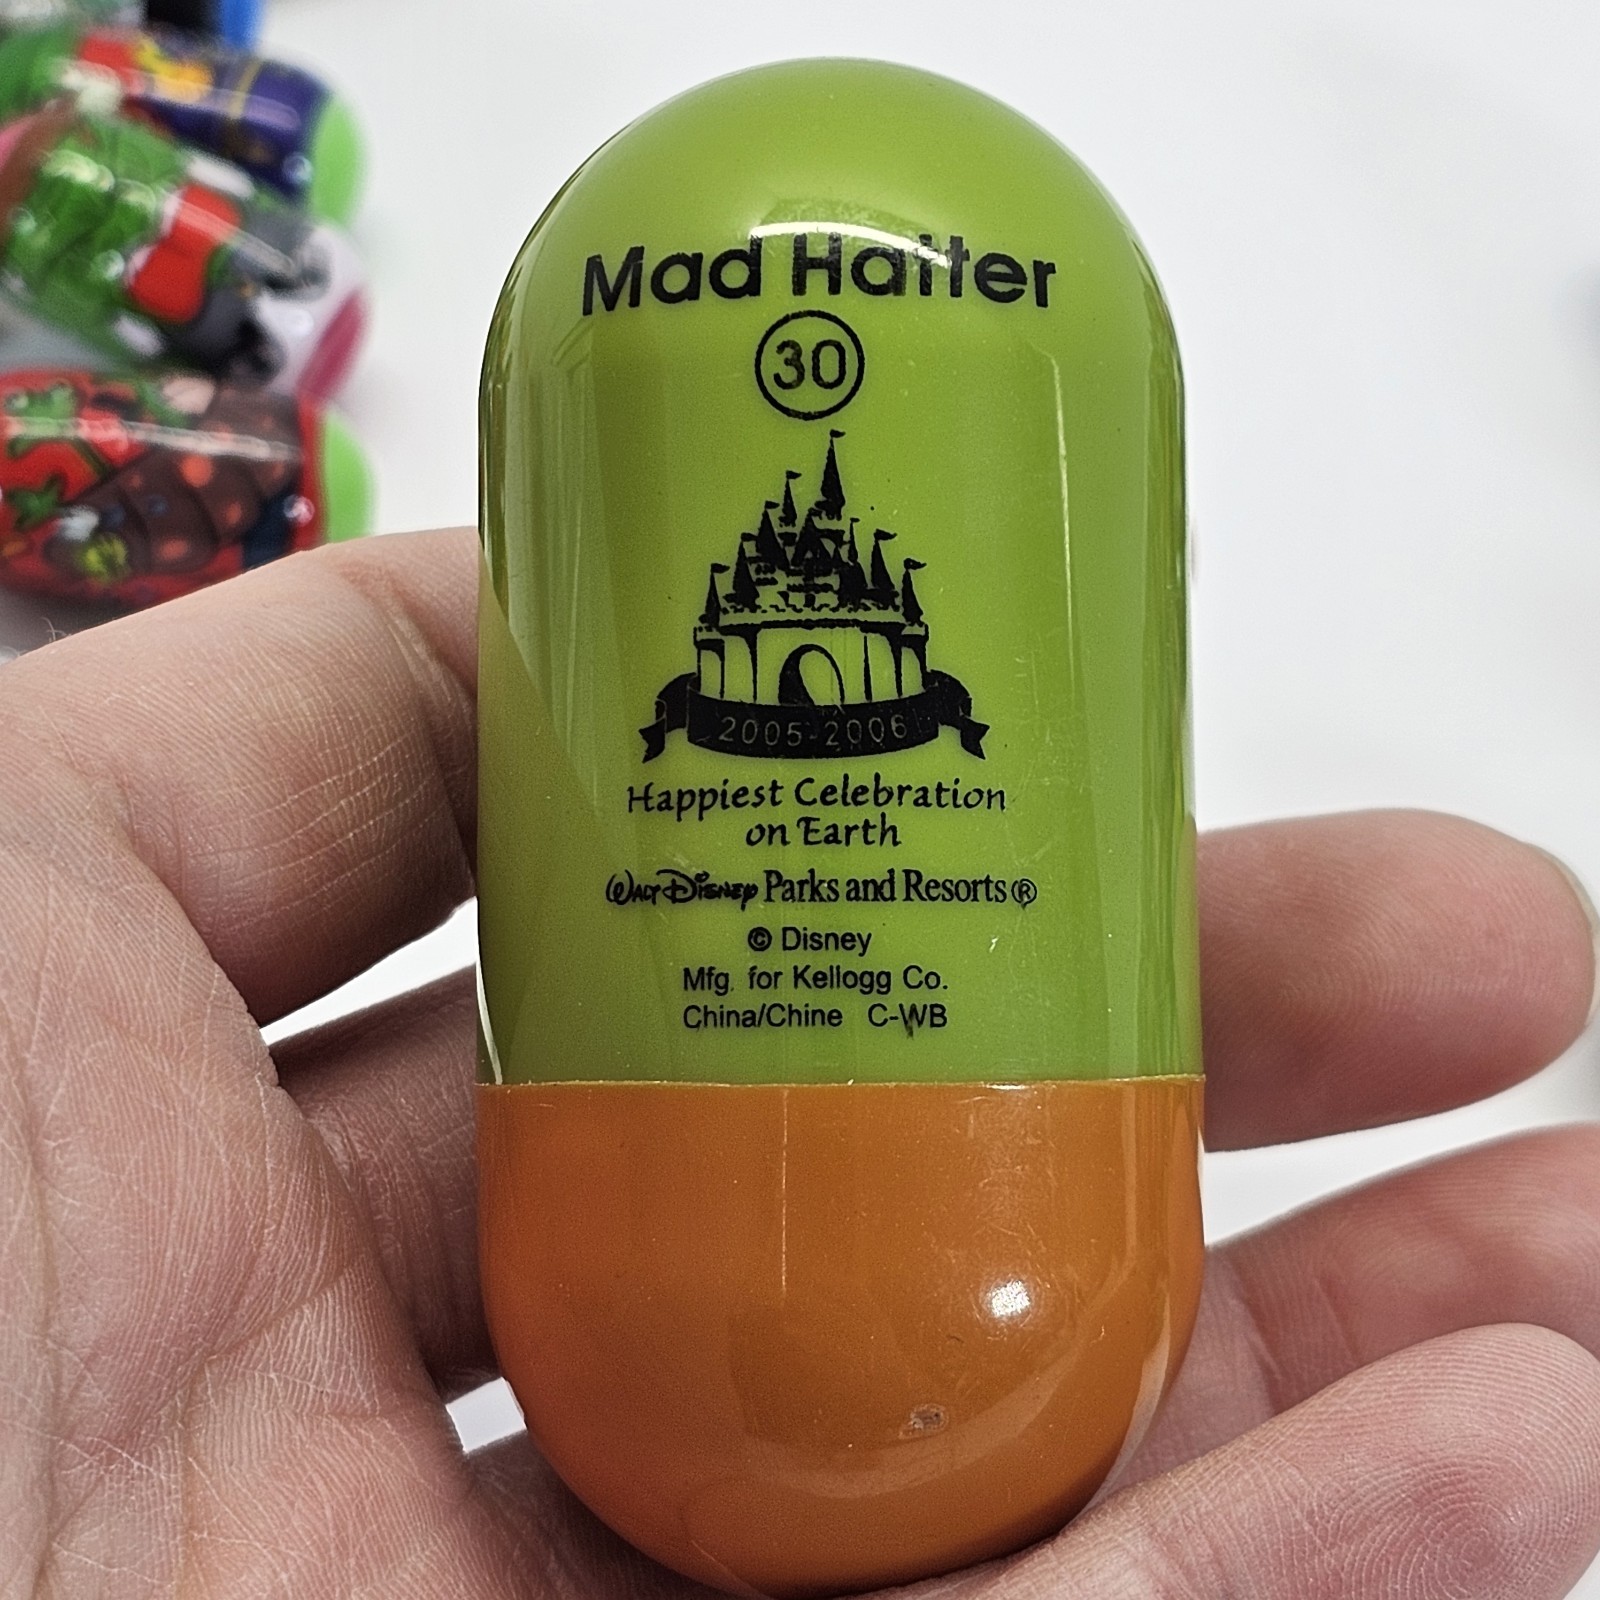 Mad Hatter
30
2005-2006
Happiest Celebration
on Earth
Walt Disney Parks and Resorts®
© Disney
Mfg. for Kellogg Co.
China/Chine C-WB